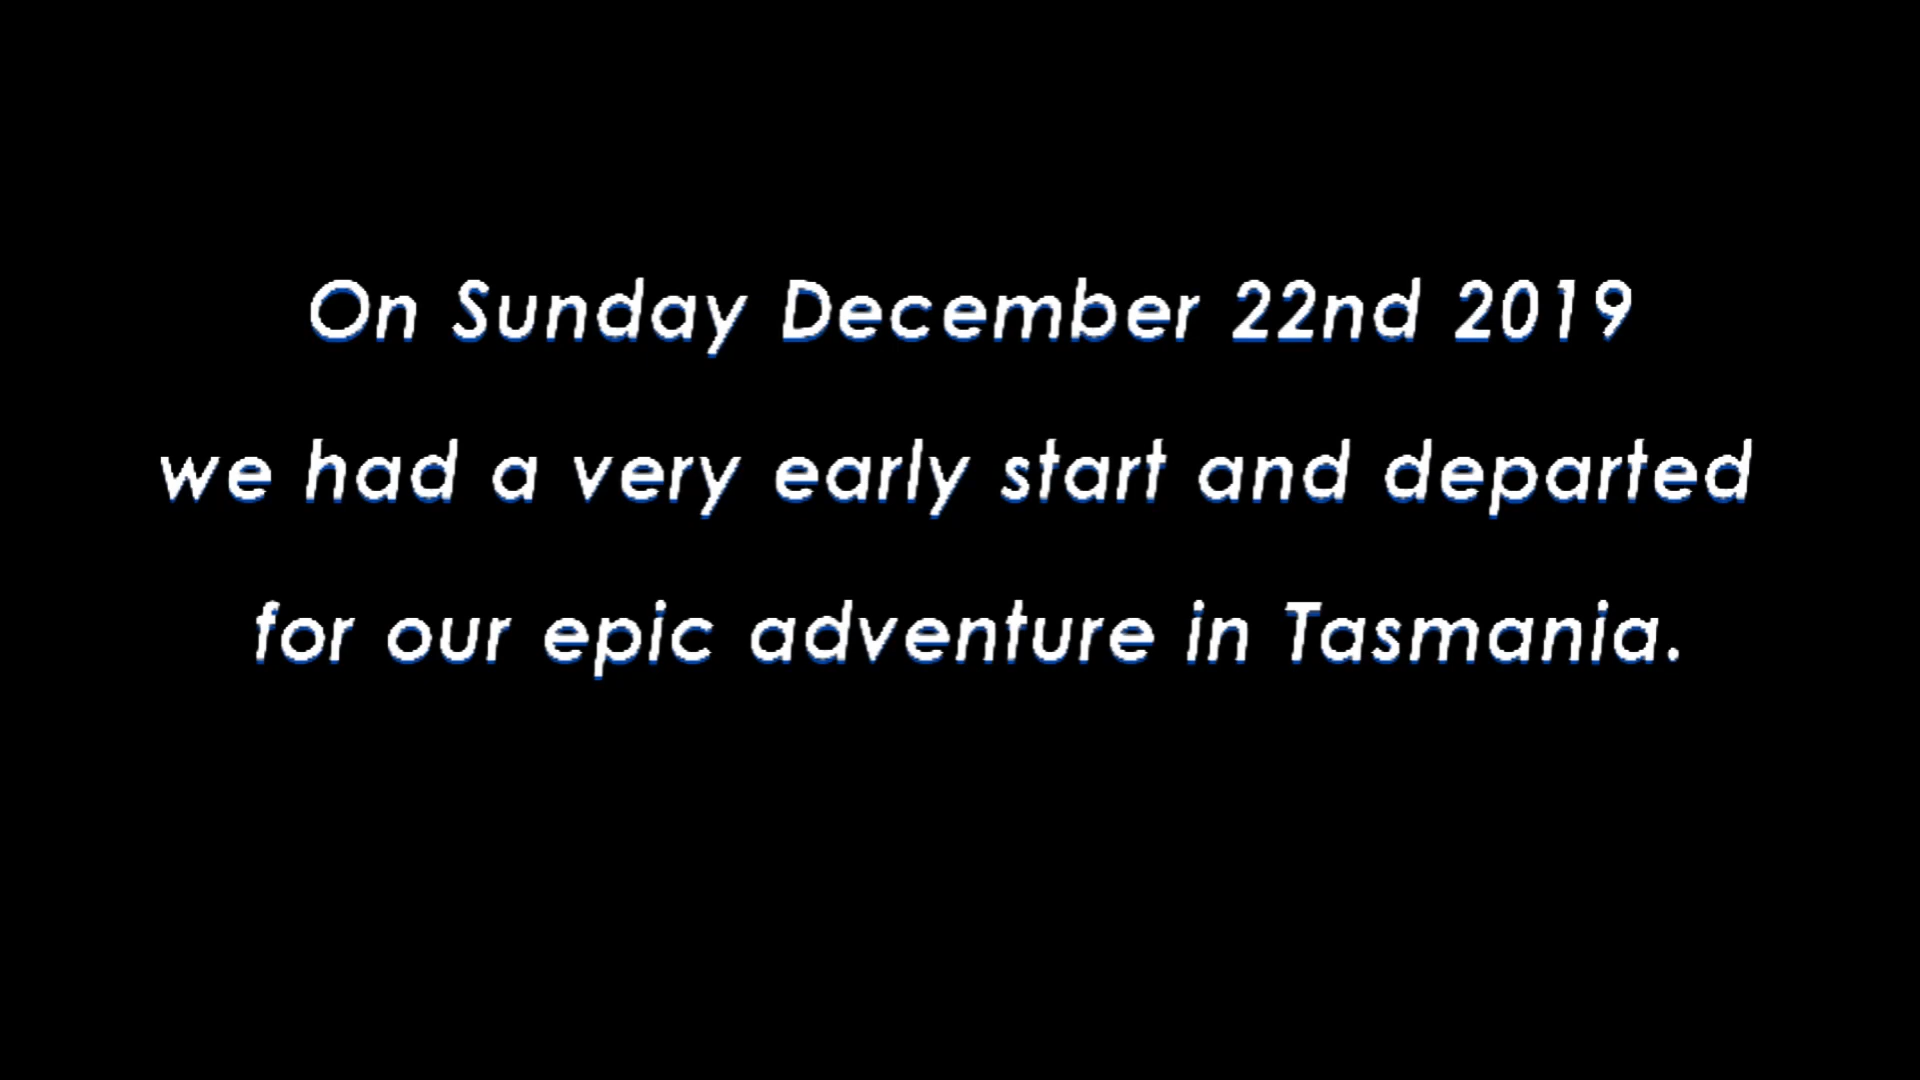 On Sunday December 22nd 2019
we had a very early start and departed
for our epic adventure in Tasmania.